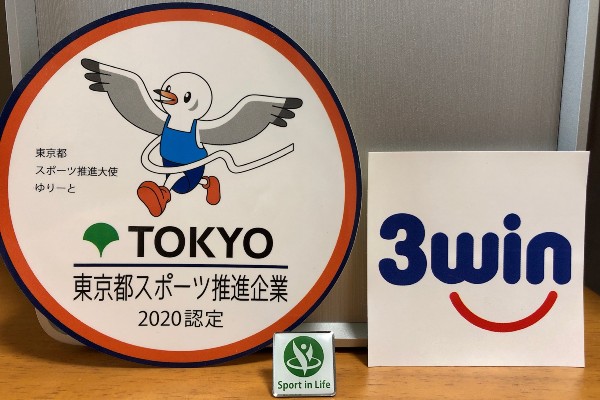 東京都
スポーツ推進大使
ゆりーと
TOKYO
東京都スポーツ推進企業
2020認定
3win
Sport in Life